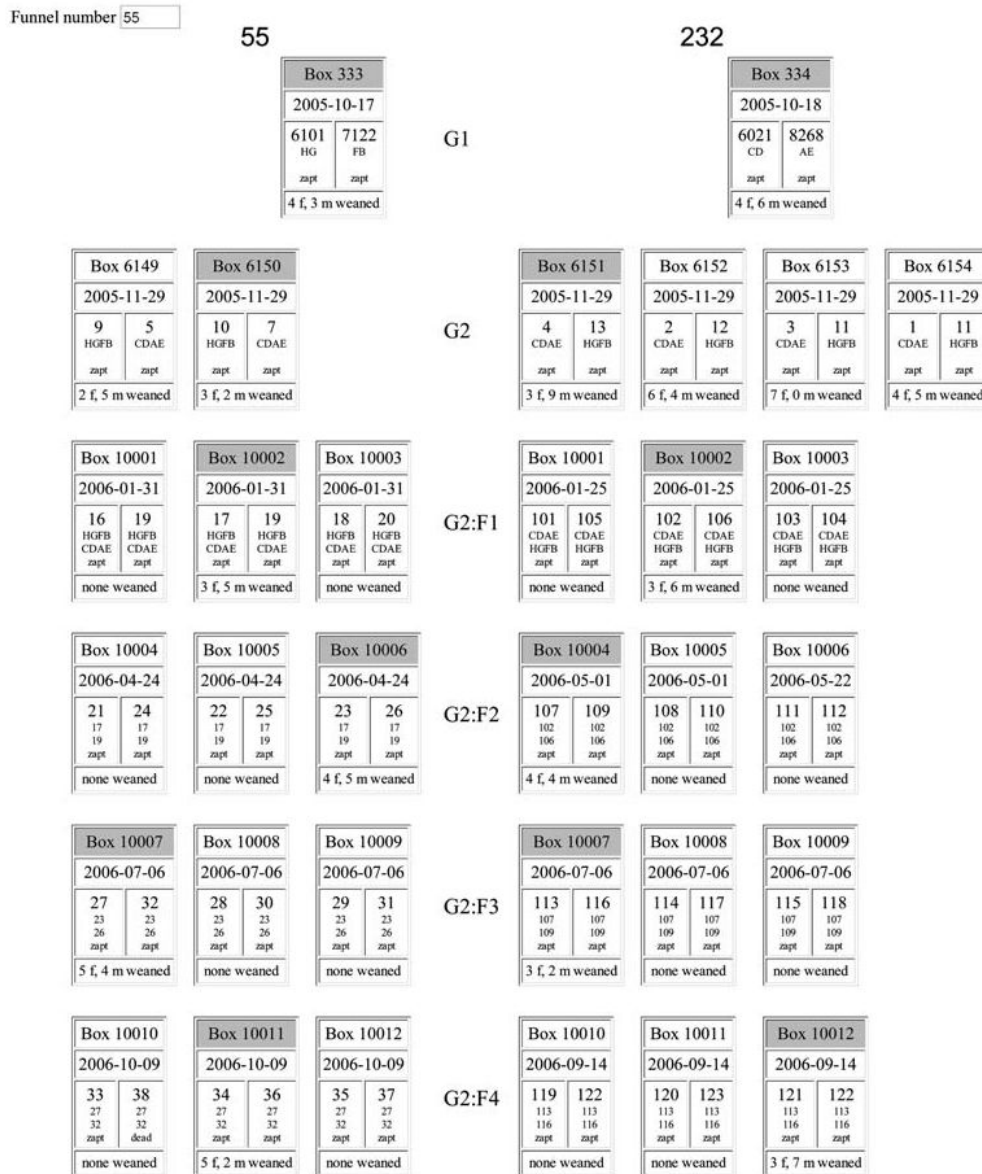 Funnel number 55
55 232
Box 333 Box 334
2005-10-17 2005-10-18
6101 7122 G1 6021 8268
HG FB CD AE
zapt zapt zapt zapt
4 f, 3 m weaned 4 f, 6 m weaned
Box 6149 Box 6150 Box 6151 Box 6152 Box 6153 Box 6154
2005-11-29 2005-11-29 2005-11-29 2005-11-29 2005-11-29 2005-11-29
9 5 10 7 G2 4 13 2 12 3 11 1 11
HGFB CDAE HGFB CDAE CDAE HGFB CDAE HGFB CDAE HGFB CDAE HGFB
zapt zapt zapt zapt zapt zapt zapt zapt zapt zapt zapt zapt
2 f, 5 m weaned 3 f, 2 m weaned 3 f, 9 m weaned 6 f, 4 m weaned 7 f, 0 m weaned 4 f, 5 m weaned
Box 10001 Box 10002 Box 10003 Box 10001 Box 10002 Box 10003
2006-01-31 2006-01-31 2006-01-31 2006-01-25 2006-01-25 2006-01-25
16 19 17 19 18 20 G2:F1 101 105 102 106 103 104
HGFB HGFB HGFB HGFB HGFB HGFB CDAE CDAE CDAE CDAE CDAE CDAE
CDAE CDAE CDAE CDAE CDAE CDAE HGFB HGFB HGFB HGFB HGFB HGFB
zapt zapt zapt zapt zapt zapt zapt zapt zapt zapt zapt zapt
none weaned 3 f, 5 m weaned none weaned none weaned 3 f, 6 m weaned none weaned
Box 10004 Box 10005 Box 10006 Box 10004 Box 10005 Box 10006
2006-04-24 2006-04-24 2006-04-24 2006-05-01 2006-05-01 2006-05-22
21 24 22 25 23 26 G2:F2 107 109 108 110 111 112
17 17 17 17 17 17 102 102 102 102 102 102
19 19 19 19 19 19 106 106 106 106 106 106
zapt zapt zapt zapt zapt zapt zapt zapt zapt zapt zapt zapt
none weaned none weaned 4 f, 5 m weaned 4 f, 4 m weaned none weaned none weaned
Box 10007 Box 10008 Box 10009 Box 10007 Box 10008 Box 10009
2006-07-06 2006-07-06 2006-07-06 2006-07-06 2006-07-06 2006-07-06
27 32 28 30 29 31 G2:F3 113 116 114 117 115 118
23 23 23 23 23 23 107 107 107 107 107 107
26 26 26 26 26 26 109 109 109 109 109 109
zapt zapt zapt zapt zapt zapt zapt zapt zapt zapt zapt zapt
5 f, 4 m weaned none weaned none weaned 3 f, 2 m weaned none weaned none weaned
Box 10010 Box 10011 Box 10012 Box 10010 Box 10011 Box 10012
2006-10-09 2006-10-09 2006-10-09 2006-09-14 2006-09-14 2006-09-14
33 38 34 36 35 37 G2:F4 119 122 120 123 121 122
27 27 27 27 27 27 113 113 113 113 113 113
32 32 32 32 32 32 116 116 116 116 116 116
zapt dead zapt zapt zapt zapt zapt zapt zapt zapt zapt zapt
none weaned 5 f, 2 m weaned none weaned none weaned none weaned 3 f, 7 m weaned